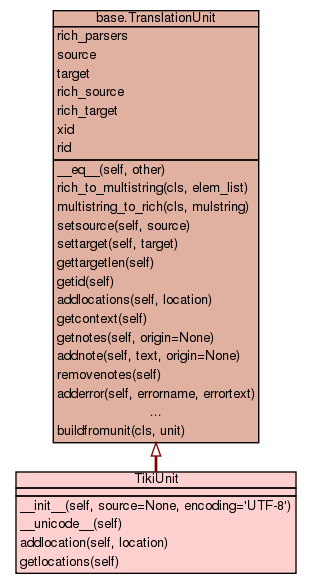 base.TranslationUnit
rich_parsers
source
target
rich_source
rich_target
xid
rid
__eq__(self, other)
rich_to_multistring(cls, elem_list)
multistring_to_rich(cls, mulstring)
setsource(self, source)
settarget(self, target)
gettargetlen(self)
getid(self)
addlocations(self, location)
getcontext(self)
getnotes(self, origin=None)
addnote(self, text, origin=None)
removenotes(self)
adderror(self, errorname, errortext)
...
buildfromunit(cls, unit)
TikiUnit
__init__(self, source=None, encoding='UTF-8')
__unicode__(self)
addlocation(self, location)
getlocations(self)